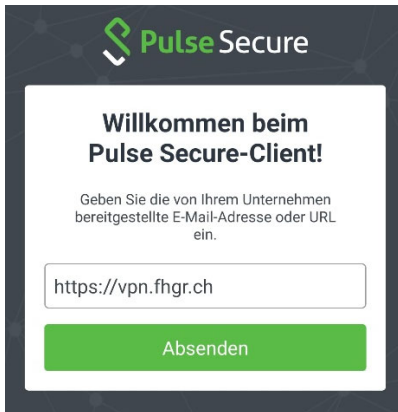 Pulse Secure
Willkommen beim
Pulse Secure-Client!
Geben Sie die von Ihrem Unternehmen
bereitgestellte E-Mail-Adresse oder URL
ein.
https://vpn.fhgr.ch
Absenden